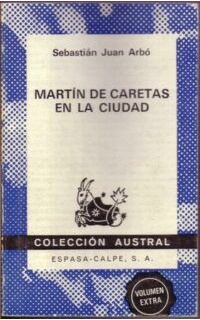 Sebastián Juan Arbó
MARTÍN DE CARETAS
EN LA CIUDAD
COLECCIÓN AUSTRAL
ESPASA-CALPE, S. A.
VOLUMEN
EXTRA